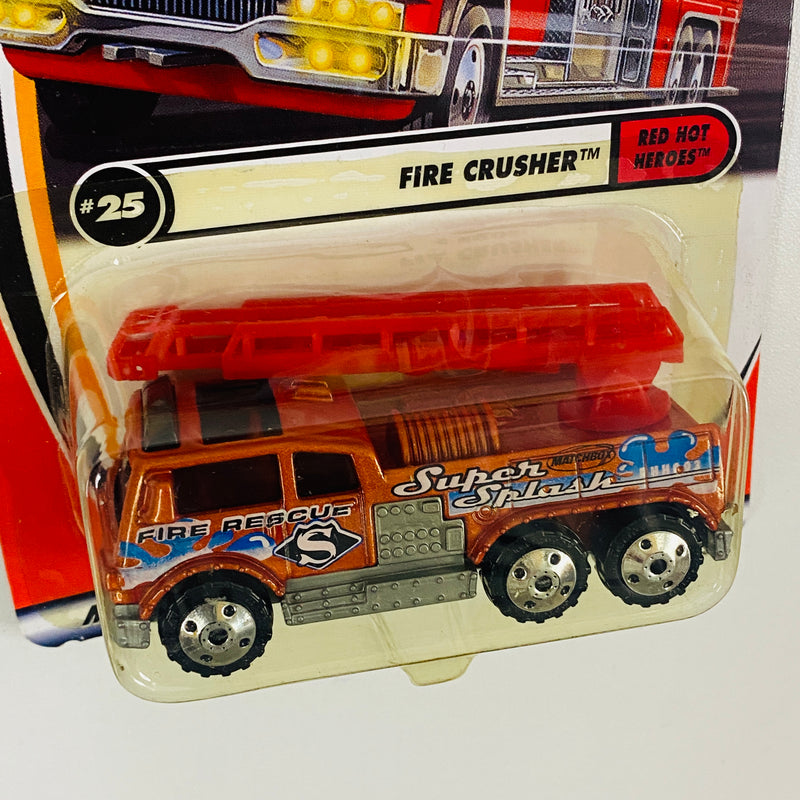 #25
FIRE CRUSHER™
RED HOT
HEROES™
Super
Splash
MATCHBOX
FIRE RESCUE
S